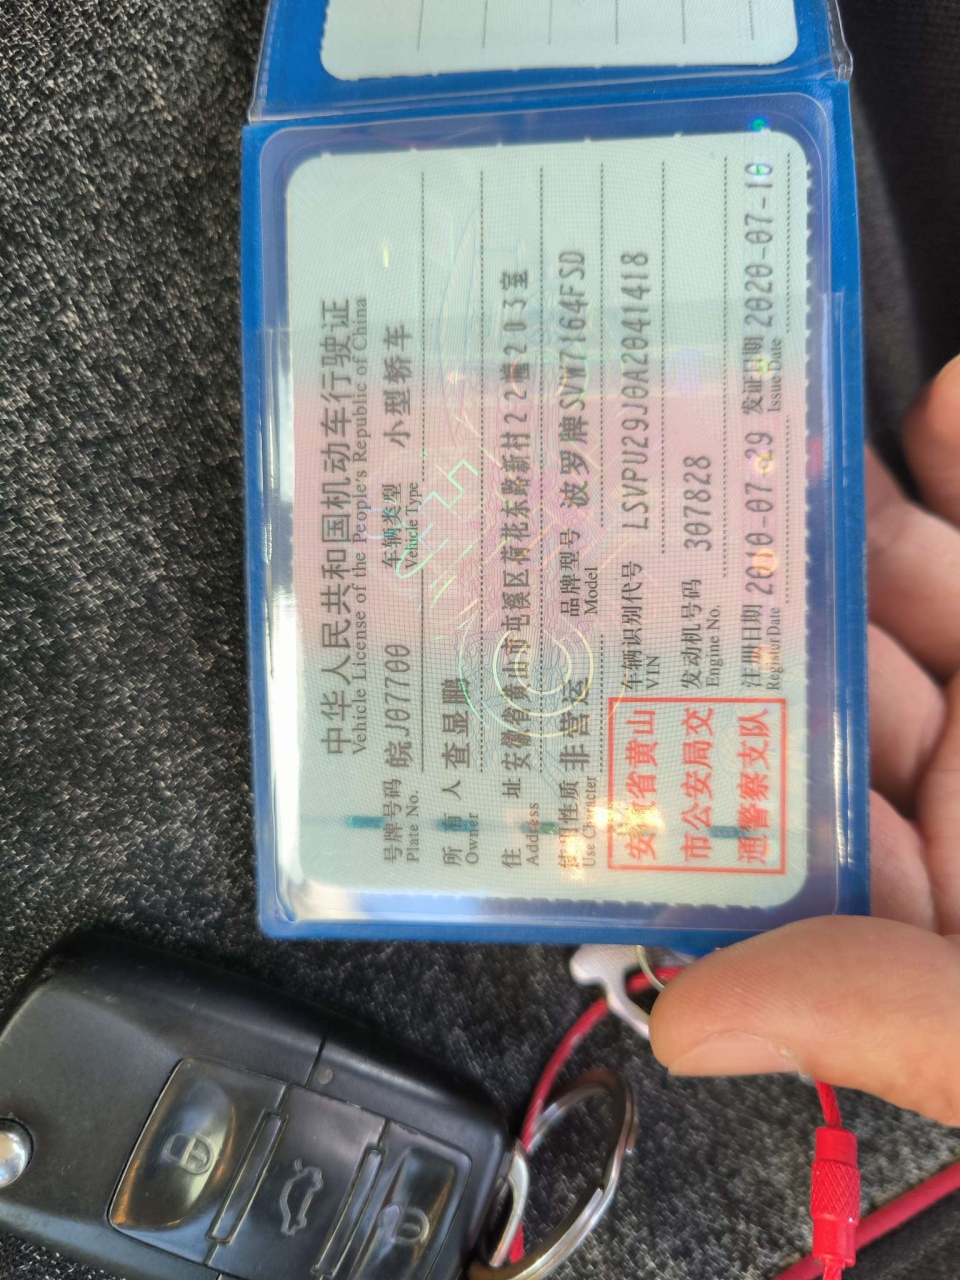 中华人民共和国机动车行驶证
Vehicle License of the People's Republic of China
号牌号码 皖J07700 车辆类型 小型轿车
Plate No. Vehicle Type
所有人 查显鹏
Owner
住址 安徽省黄山市屯溪区荷花东路新村22幢203室
Address
使用性质 非营运 品牌型号 波罗牌SVW7164FSD
Use Character Model
车辆识别代号 LSVPU29J0A2041418
VIN
发动机号码 307828
Engine No.
注册日期 2010-07-29 发证日期 2020-07-10
Register Date Issue Date
安徽省黄山
市公安局交
通警察支队